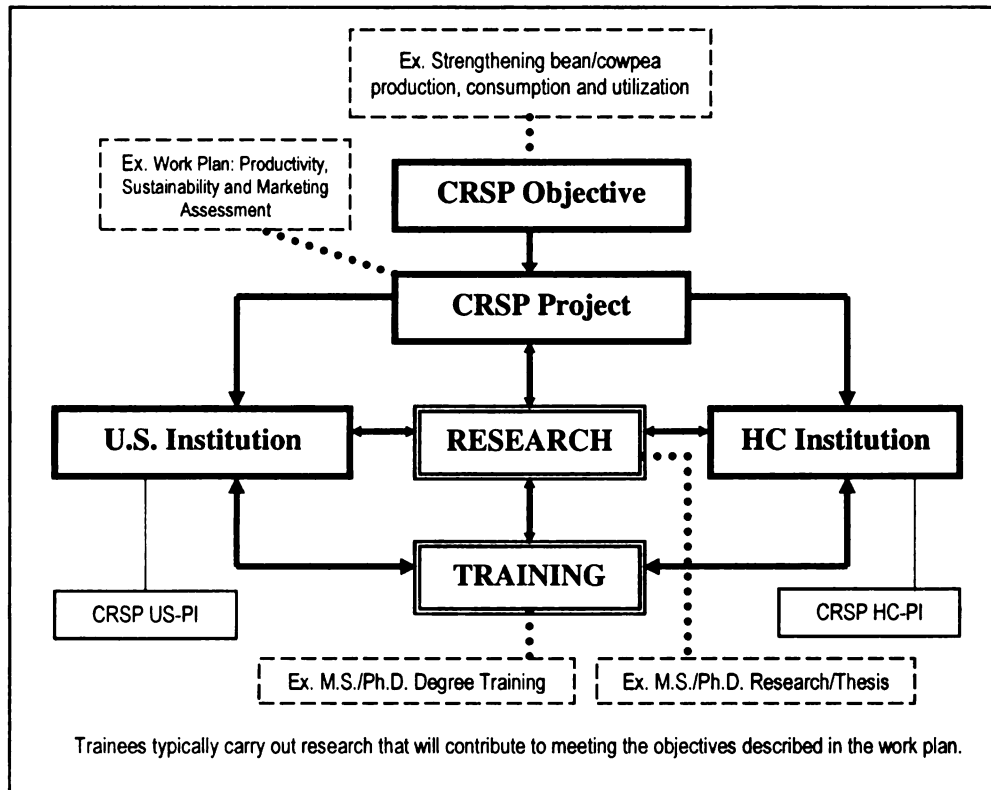 Ex. Strengthening bean/cowpea
production, consumption and utilization
Ex. Work Plan: Productivity,
Sustainability and Marketing
Assessment
CRSP Objective
CRSP Project
U.S. Institution
RESEARCH
HC Institution
TRAINING
CRSP US-PI
CRSP HC-PI
Ex. M.S./Ph.D. Degree Training
Ex. M.S./Ph.D. Research/Thesis
Trainees typically carry out research that will contribute to meeting the objectives described in the work plan.